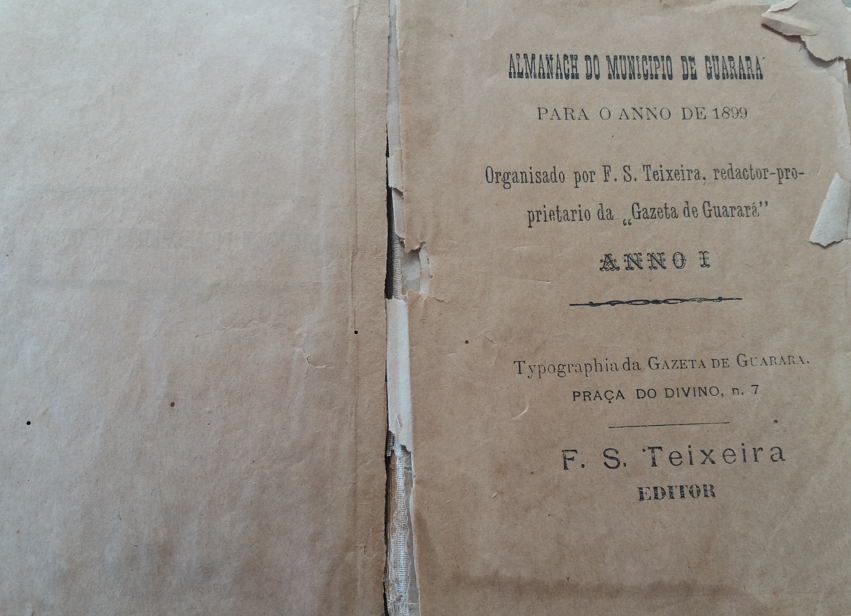 ALMANACH DO MUNICIPIO DE GUARARÁ
PARA O ANNO DE 1899
Organisado por F. S. Teixeira, redactor-pro-
prietario da „Gazeta de Guarará”
ANNO I
Typographia da GAZETA DE GUARARA.
PRAÇA DO DIVINO, n. 7
F. S. Teixeira
EDITOR